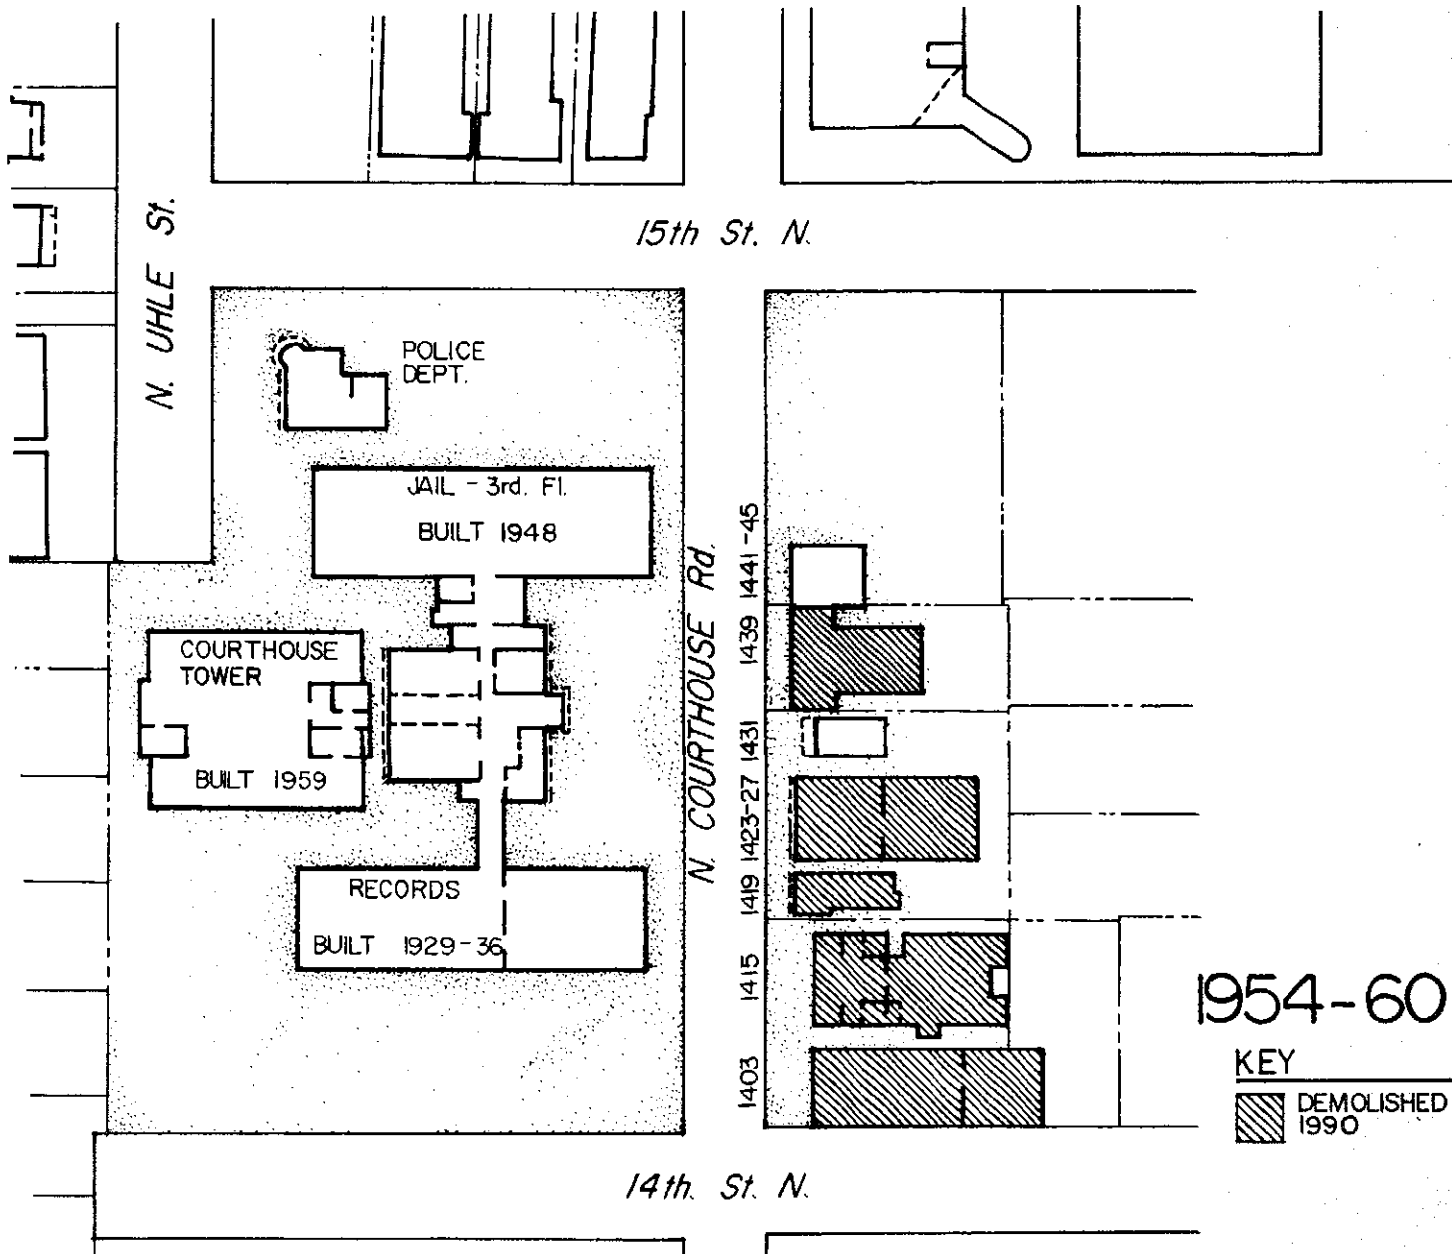 15th St. N.
N. UHLE St.
POLICE
DEPT.
JAIL - 3rd. Fl.
BUILT 1948
COURTHOUSE
TOWER
BUILT 1959
RECORDS
BUILT 1929-36
N. COURTHOUSE Rd.
1441-45
1439
1431
1423-27
1419
1415
1403
1954-60
KEY
DEMOLISHED
1990
14th. St. N.